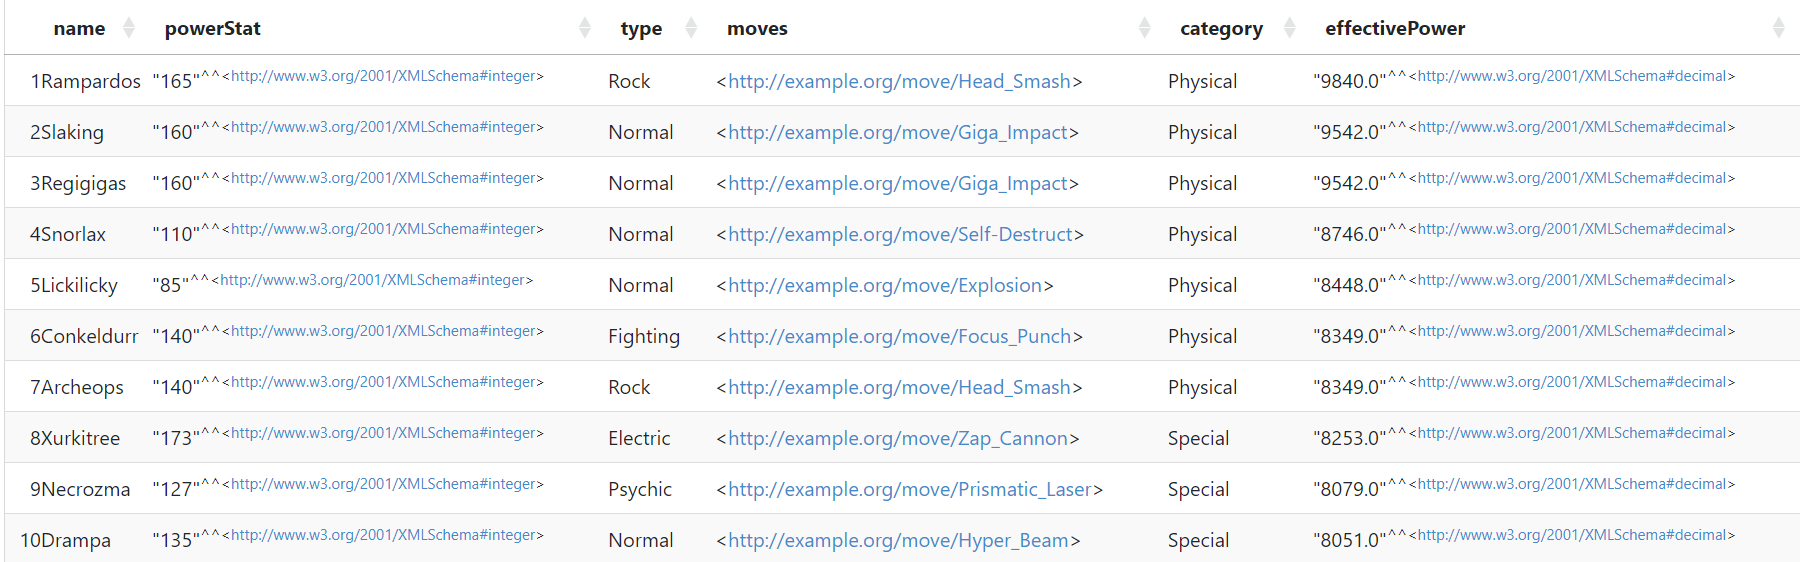 name powerStat type moves category effectivePower
1 Rampardos "165"^^<http://www.w3.org/2001/XMLSchema#integer> Rock <http://example.org/move/Head_Smash> Physical "9840.0"^^<http://www.w3.org/2001/XMLSchema#decimal>
2 Slaking "160"^^<http://www.w3.org/2001/XMLSchema#integer> Normal <http://example.org/move/Giga_Impact> Physical "9542.0"^^<http://www.w3.org/2001/XMLSchema#decimal>
3 Regigigas "160"^^<http://www.w3.org/2001/XMLSchema#integer> Normal <http://example.org/move/Giga_Impact> Physical "9542.0"^^<http://www.w3.org/2001/XMLSchema#decimal>
4 Snorlax "110"^^<http://www.w3.org/2001/XMLSchema#integer> Normal <http://example.org/move/Self-Destruct> Physical "8746.0"^^<http://www.w3.org/2001/XMLSchema#decimal>
5 Lickilicky "85"^^<http://www.w3.org/2001/XMLSchema#integer> Normal <http://example.org/move/Explosion> Physical "8448.0"^^<http://www.w3.org/2001/XMLSchema#decimal>
6 Conkeldurr "140"^^<http://www.w3.org/2001/XMLSchema#integer> Fighting <http://example.org/move/Focus_Punch> Physical "8349.0"^^<http://www.w3.org/2001/XMLSchema#decimal>
7 Archeops "140"^^<http://www.w3.org/2001/XMLSchema#integer> Rock <http://example.org/move/Head_Smash> Physical "8349.0"^^<http://www.w3.org/2001/XMLSchema#decimal>
8 Xurkitree "173"^^<http://www.w3.org/2001/XMLSchema#integer> Electric <http://example.org/move/Zap_Cannon> Special "8253.0"^^<http://www.w3.org/2001/XMLSchema#decimal>
9 Necrozma "127"^^<http://www.w3.org/2001/XMLSchema#integer> Psychic <http://example.org/move/Prismatic_Laser> Special "8079.0"^^<http://www.w3.org/2001/XMLSchema#decimal>
10 Drampa "135"^^<http://www.w3.org/2001/XMLSchema#integer> Normal <http://example.org/move/Hyper_Beam> Special "8051.0"^^<http://www.w3.org/2001/XMLSchema#decimal>